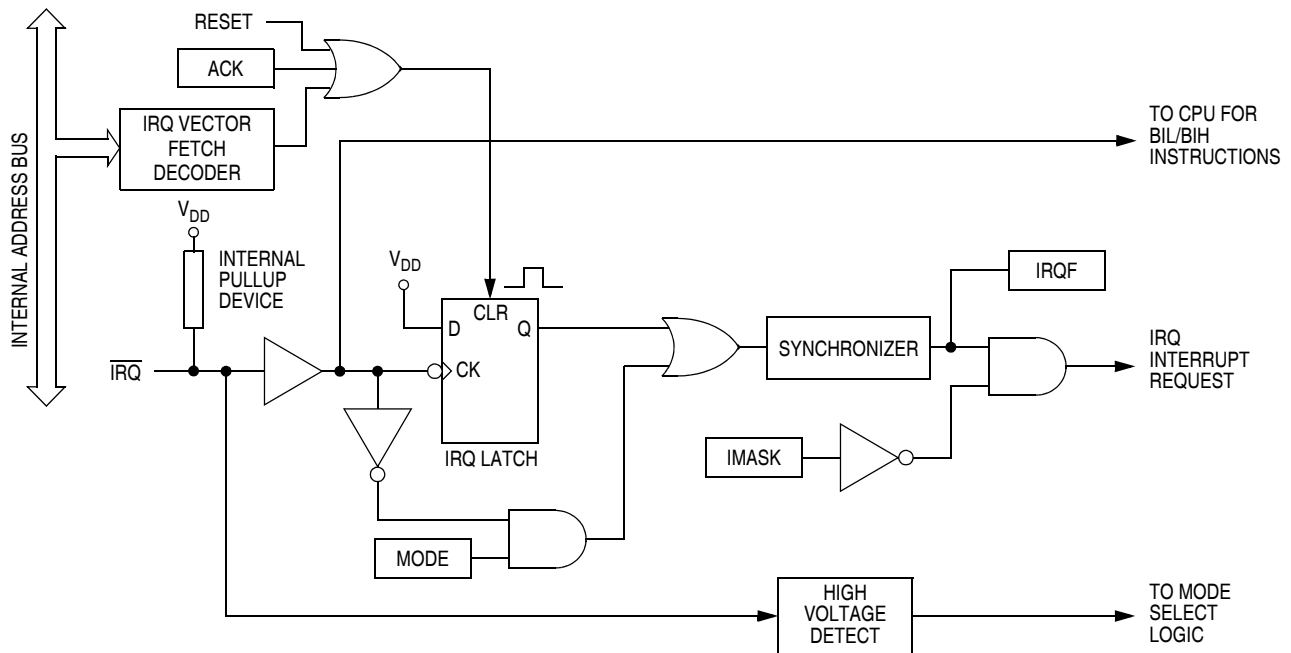 INTERNAL ADDRESS BUS
RESET
ACK
IRQ VECTOR
FETCH
DECODER
TO CPU FOR
BIL/BIH
INSTRUCTIONS
VDD
INTERNAL
PULLUP
DEVICE
VDD
CLR
D
Q
CK
IRQ LATCH
IRQ
SYNCHRONIZER
IRQF
IRQ
INTERRUPT
REQUEST
IMASK
MODE
HIGH
VOLTAGE
DETECT
TO MODE
SELECT
LOGIC